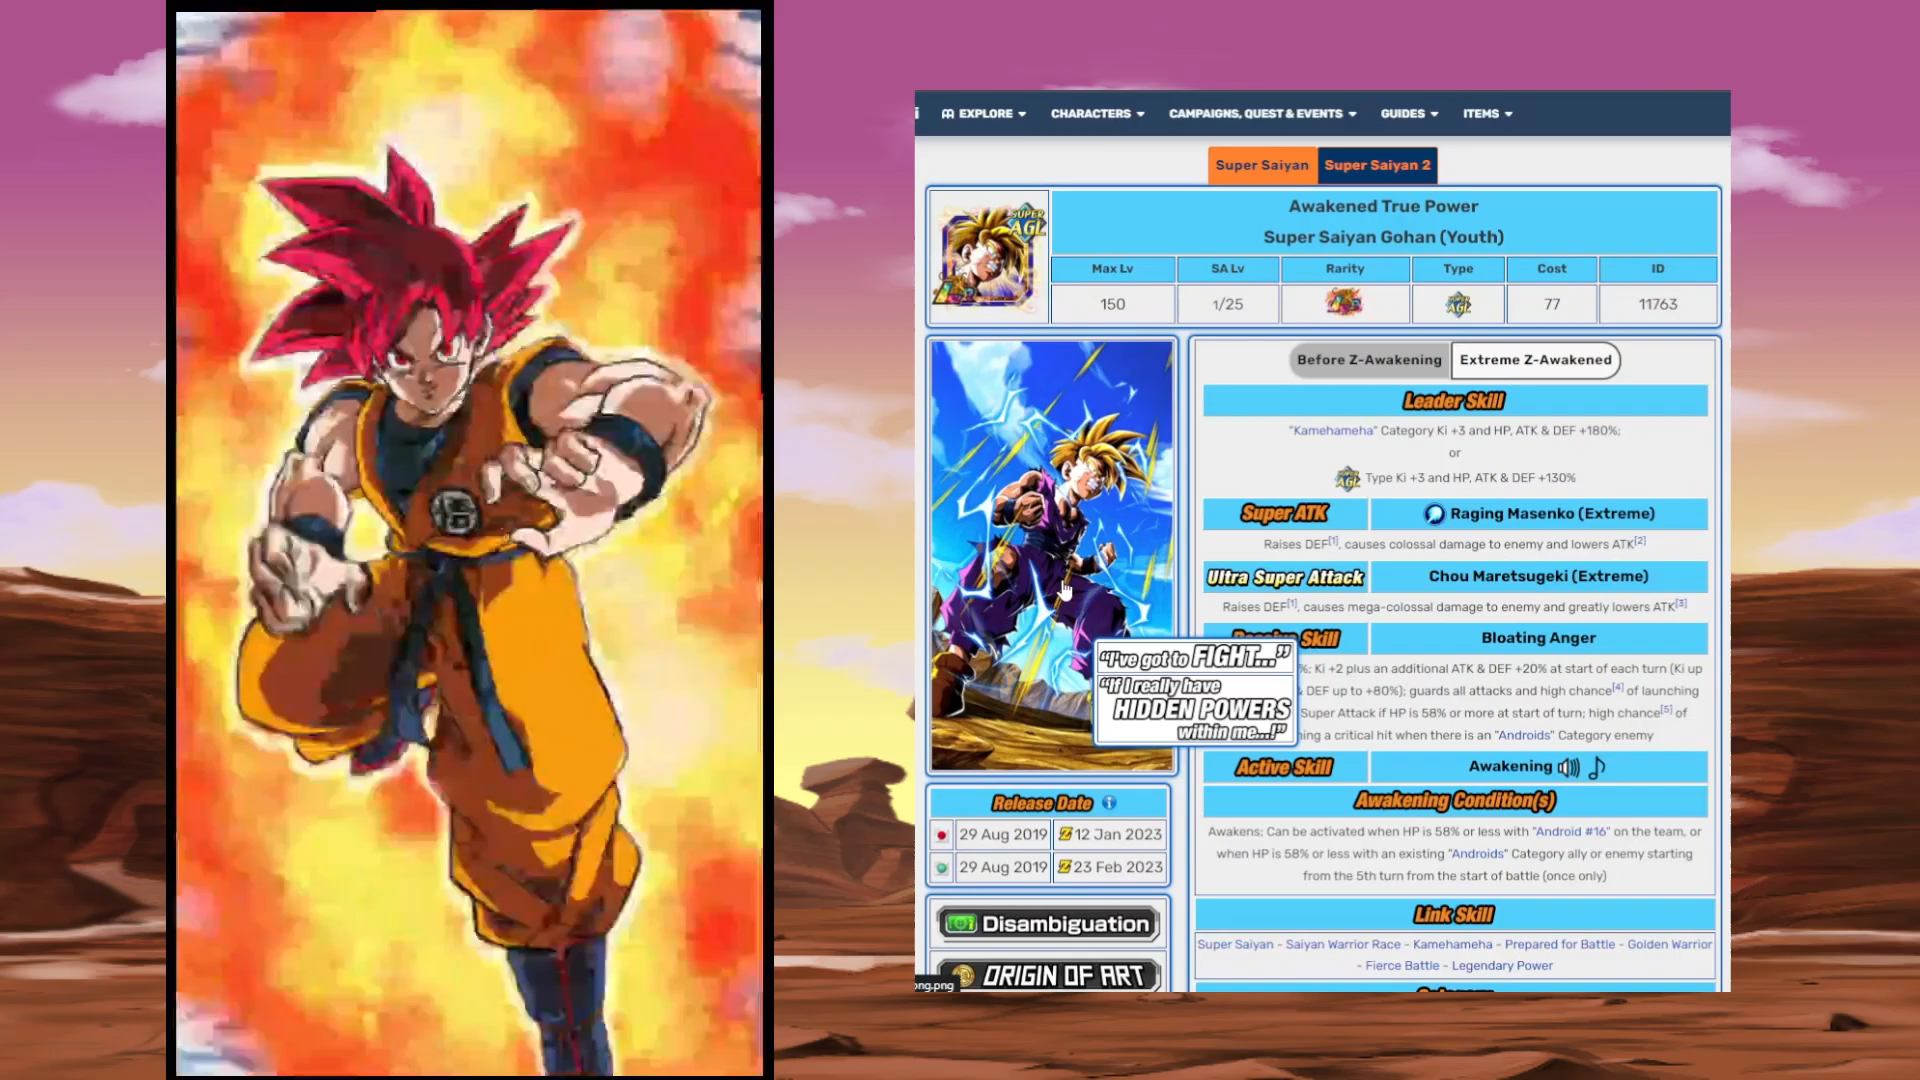 EXPLORE
CHARACTERS
CAMPAIGNS, QUEST & EVENTS
GUIDES
ITEMS
Super Saiyan
Super Saiyan 2
SUPER
AGL
Awakened True Power
Super Saiyan Gohan (Youth)
Max Lv
SA Lv
Rarity
Type
Cost
ID
150
1/25
LR
SUPER AGL
77
11763
"I've got to FIGHT..."
"If I really have
HIDDEN POWERS
within me...!"
Before Z-Awakening
Extreme Z-Awakened
Leader Skill
"Kamehameha" Category Ki +3 and HP, ATK & DEF +180%;
or
SUPER AGL Type Ki +3 and HP, ATK & DEF +130%
Super ATK
Raging Masenko (Extreme)
Raises DEF[1], causes colossal damage to enemy and lowers ATK[2]
Ultra Super Attack
Chou Maretsugeki (Extreme)
Raises DEF[1], causes mega-colossal damage to enemy and greatly lowers ATK[3]
Skill
Bloating Anger
%; Ki +2 plus an additional ATK & DEF +20% at start of each turn (Ki up
DEF up to +80%); guards all attacks and high chance[4] of launching
Super Attack if HP is 58% or more at start of turn; high chance[5] of
a critical hit when there is an "Androids" Category enemy
Active Skill
Awakening
Awakening Condition(s)
Awakens; Can be activated when HP is 58% or less with "Android #16" on the team, or
when HP is 58% or less with an existing "Androids" Category ally or enemy starting
from the 5th turn from the start of battle (once only)
Link Skill
Super Saiyan - Saiyan Warrior Race - Kamehameha - Prepared for Battle - Golden Warrior
- Fierce Battle - Legendary Power
Release Date
29 Aug 2019
Z 12 Jan 2023
29 Aug 2019
Z 23 Feb 2023
Disambiguation
ORIGIN OF ART
ong.png